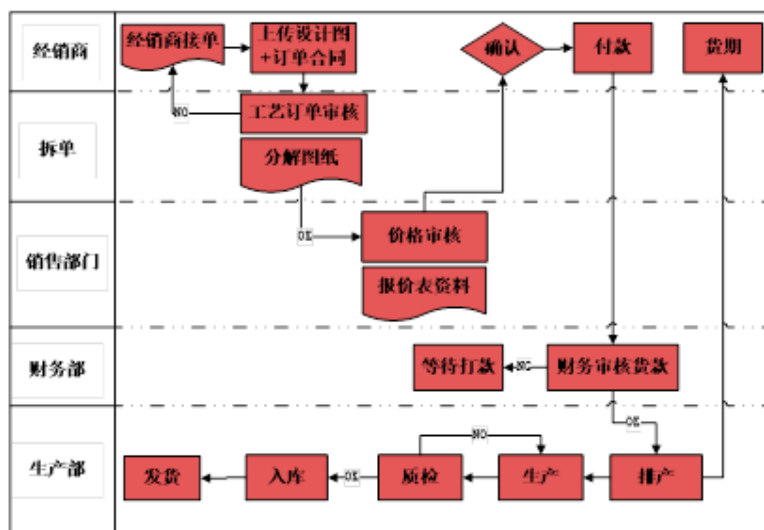 经销商
经销商接单
上传设计图
+订单合同
确认
付款
货期
NO
拆单
工艺订单审核
分解图纸
OK
销售部门
价格审核
报价表资料
财务部
等待打款
NO
财务审核货款
OK
NO
生产部
发货
入库
OK
质检
生产
排产